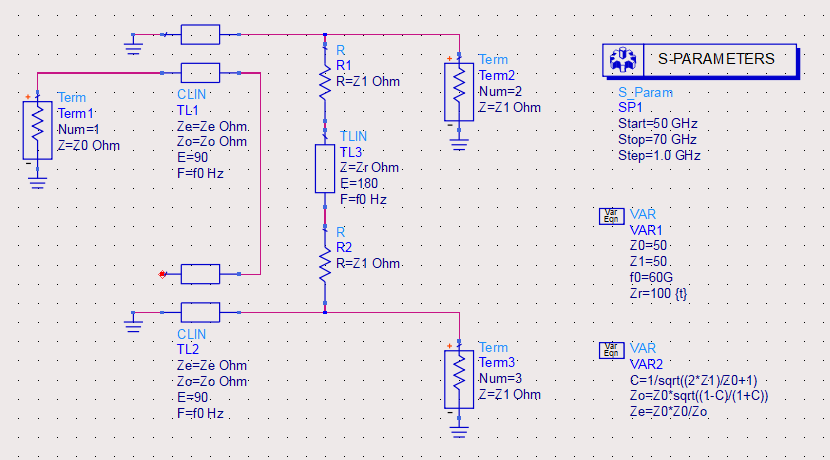 Term
Term1
Num=1
Z=Z0 Ohm
CLIN
TL1
Ze=Ze Ohm
Zo=Zo Ohm
E=90
F=f0 Hz
R
R1
R=Z1 Ohm
TLIN
TL3
Z=Zr Ohm
E=180
F=f0 Hz
R
R2
R=Z1 Ohm
Term
Term2
Num=2
Z=Z1 Ohm
CLIN
TL2
Ze=Ze Ohm
Zo=Zo Ohm
E=90
F=f0 Hz
Term
Term3
Num=3
Z=Z1 Ohm
S-PARAMETERS
S_Param
SP1
Start=50 GHz
Stop=70 GHz
Step=1.0 GHz
Var
Eqn
VAR
VAR1
Z0=50
Z1=50
f0=60G
Zr=100 {t}
Var
Eqn
VAR
VAR2
C=1/sqrt((2*Z1)/Z0+1)
Zo=Z0*sqrt((1-C)/(1+C))
Ze=Z0*Z0/Zo